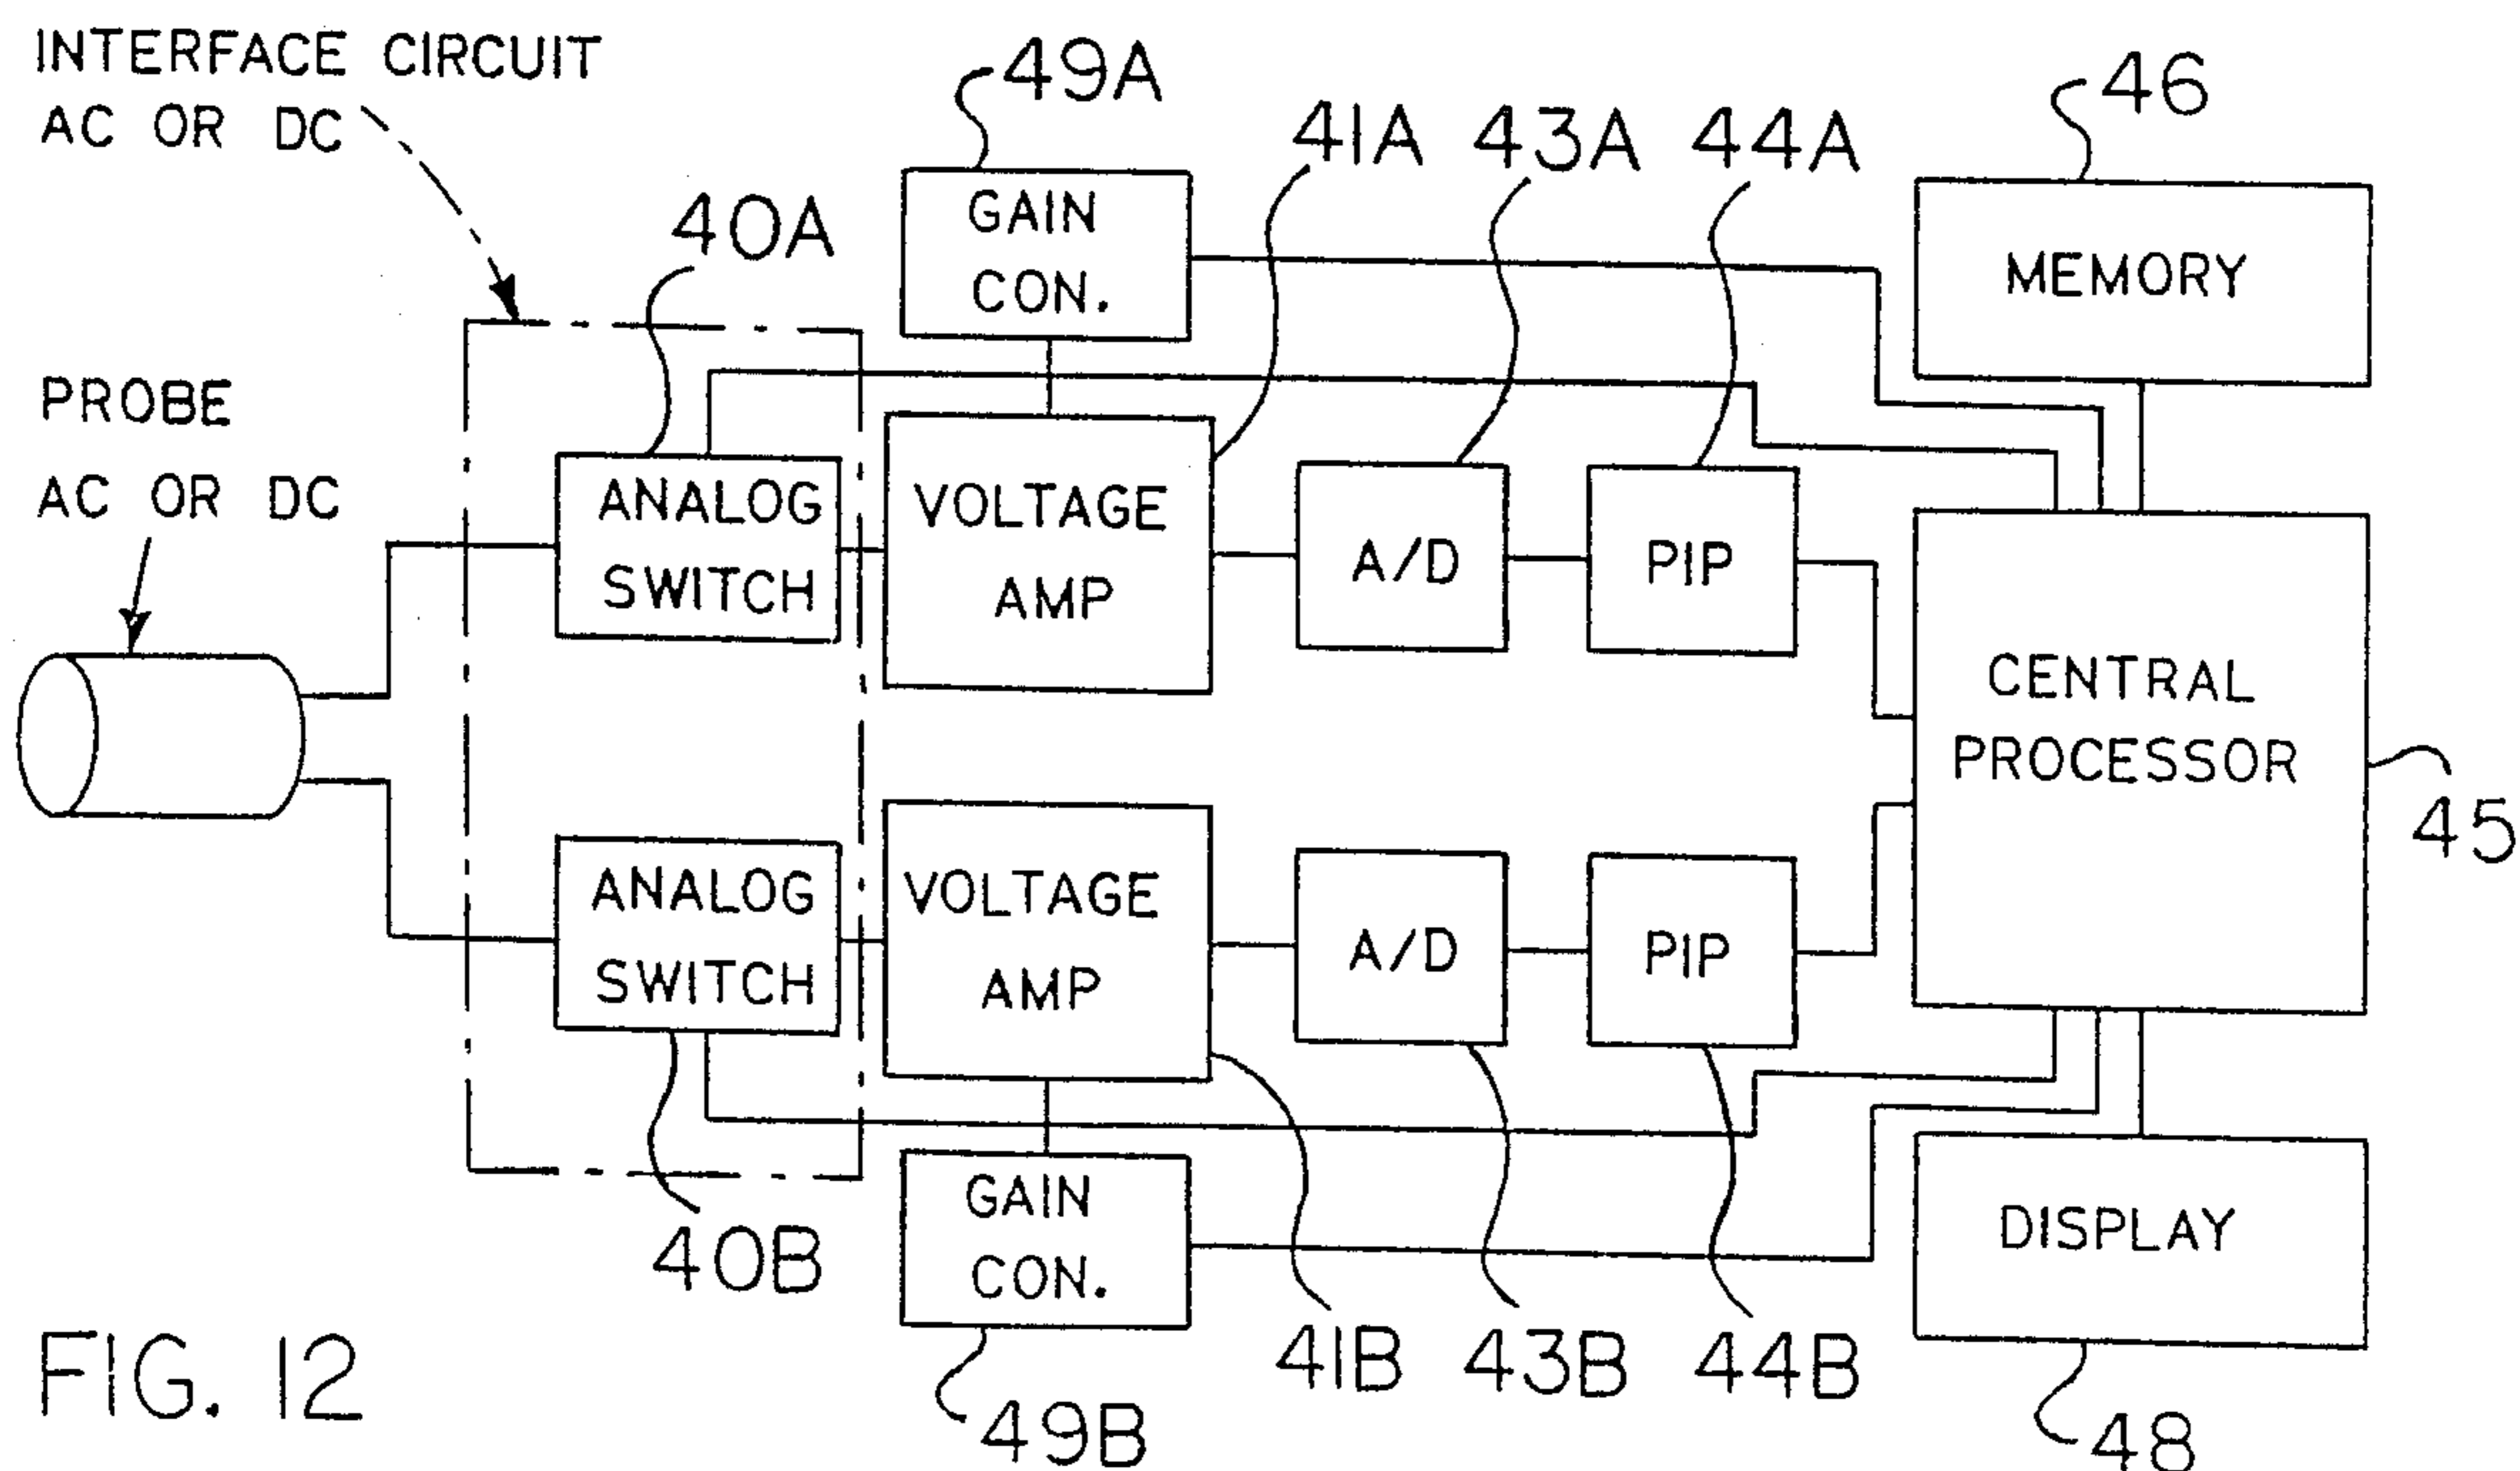 INTERFACE CIRCUIT
AC OR DC
49A
46
41A
43A
44A
40A
GAIN
CON.
MEMORY
PROBE
AC OR DC
ANALOG
SWITCH
VOLTAGE
AMP
A/D
PIP
CENTRAL
PROCESSOR
45
ANALOG
SWITCH
VOLTAGE
AMP
A/D
PIP
GAIN
CON.
DISPLAY
40B
41B
43B
44B
49B
48
FIG. 12